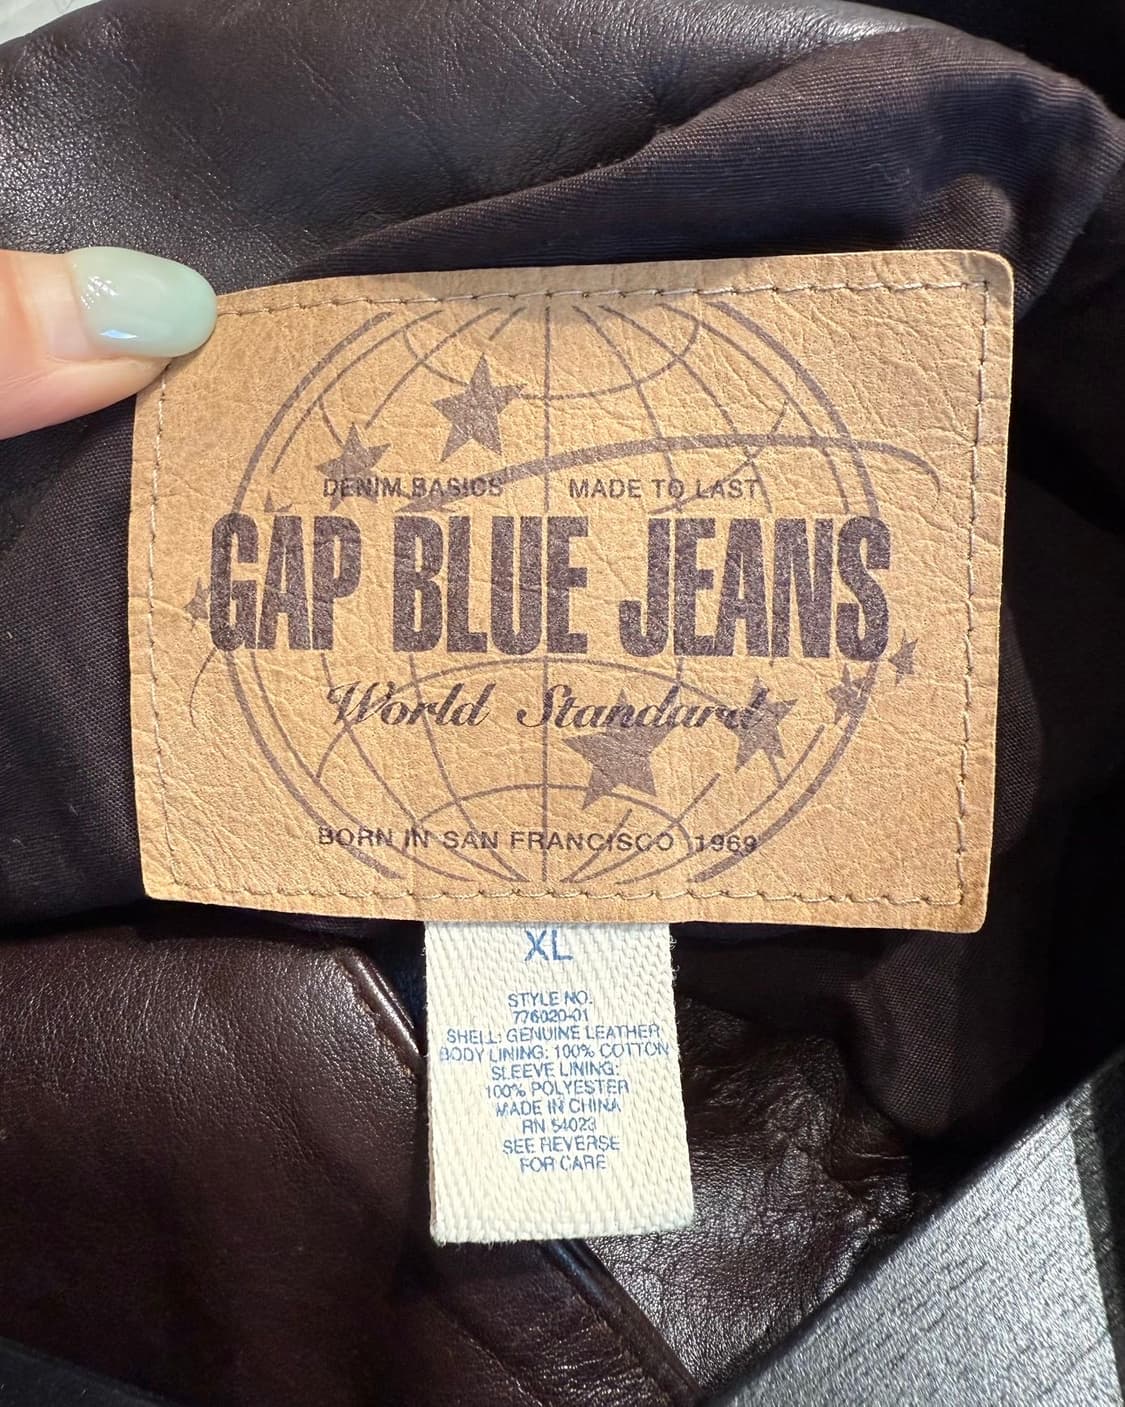 DENIM BASICS MADE TO LAST
GAP BLUE JEANS
World Standard
BORN IN SAN FRANCISCO 1969
XL
STYLE NO.
776020-01
SHELL: GENUINE LEATHER
BODY LINING: 100% COTTON
SLEEVE LINING:
100% POLYESTER
MADE IN CHINA
RN 54023
SEE REVERSE
FOR CARE